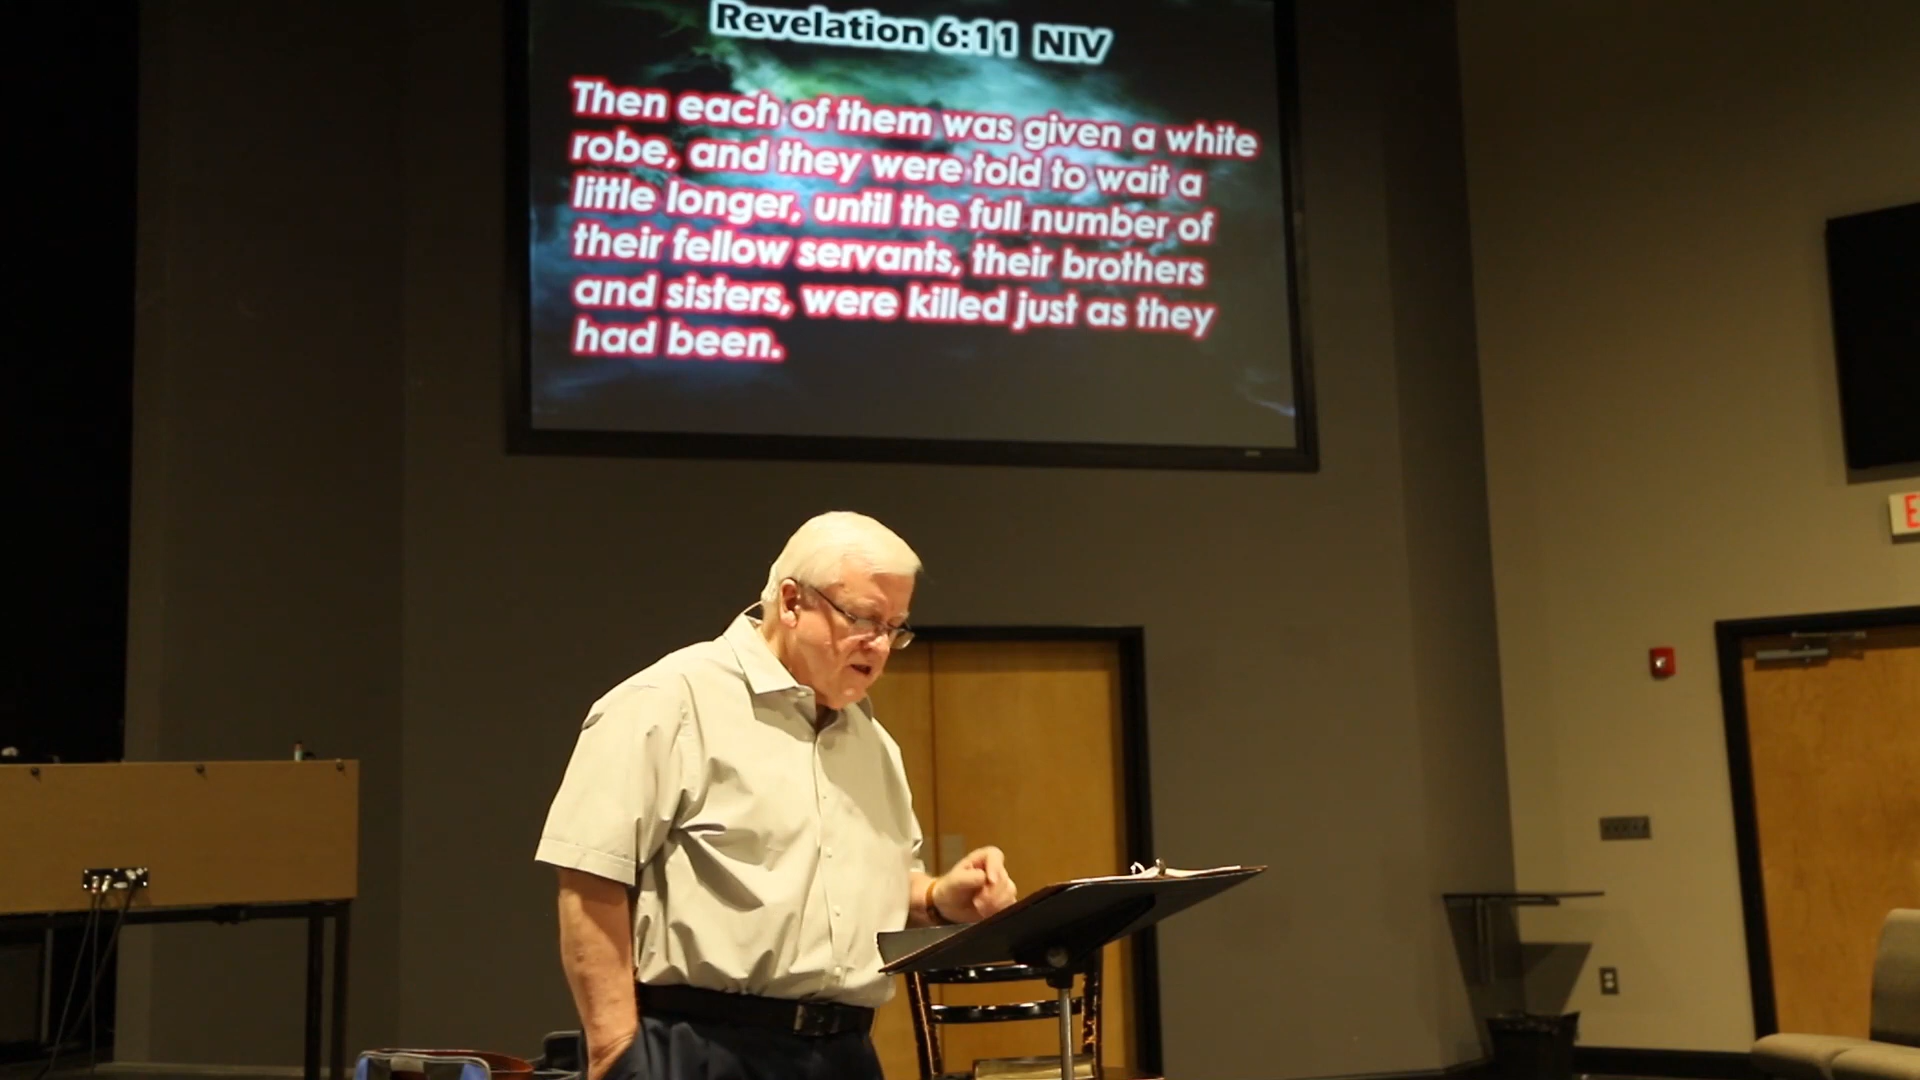 Revelation 6:11 NIV
Then each of them was given a white
robe, and they were told to wait a
little longer, until the full number of
their fellow servants, their brothers
and sisters, were killed just as they
had been.
E